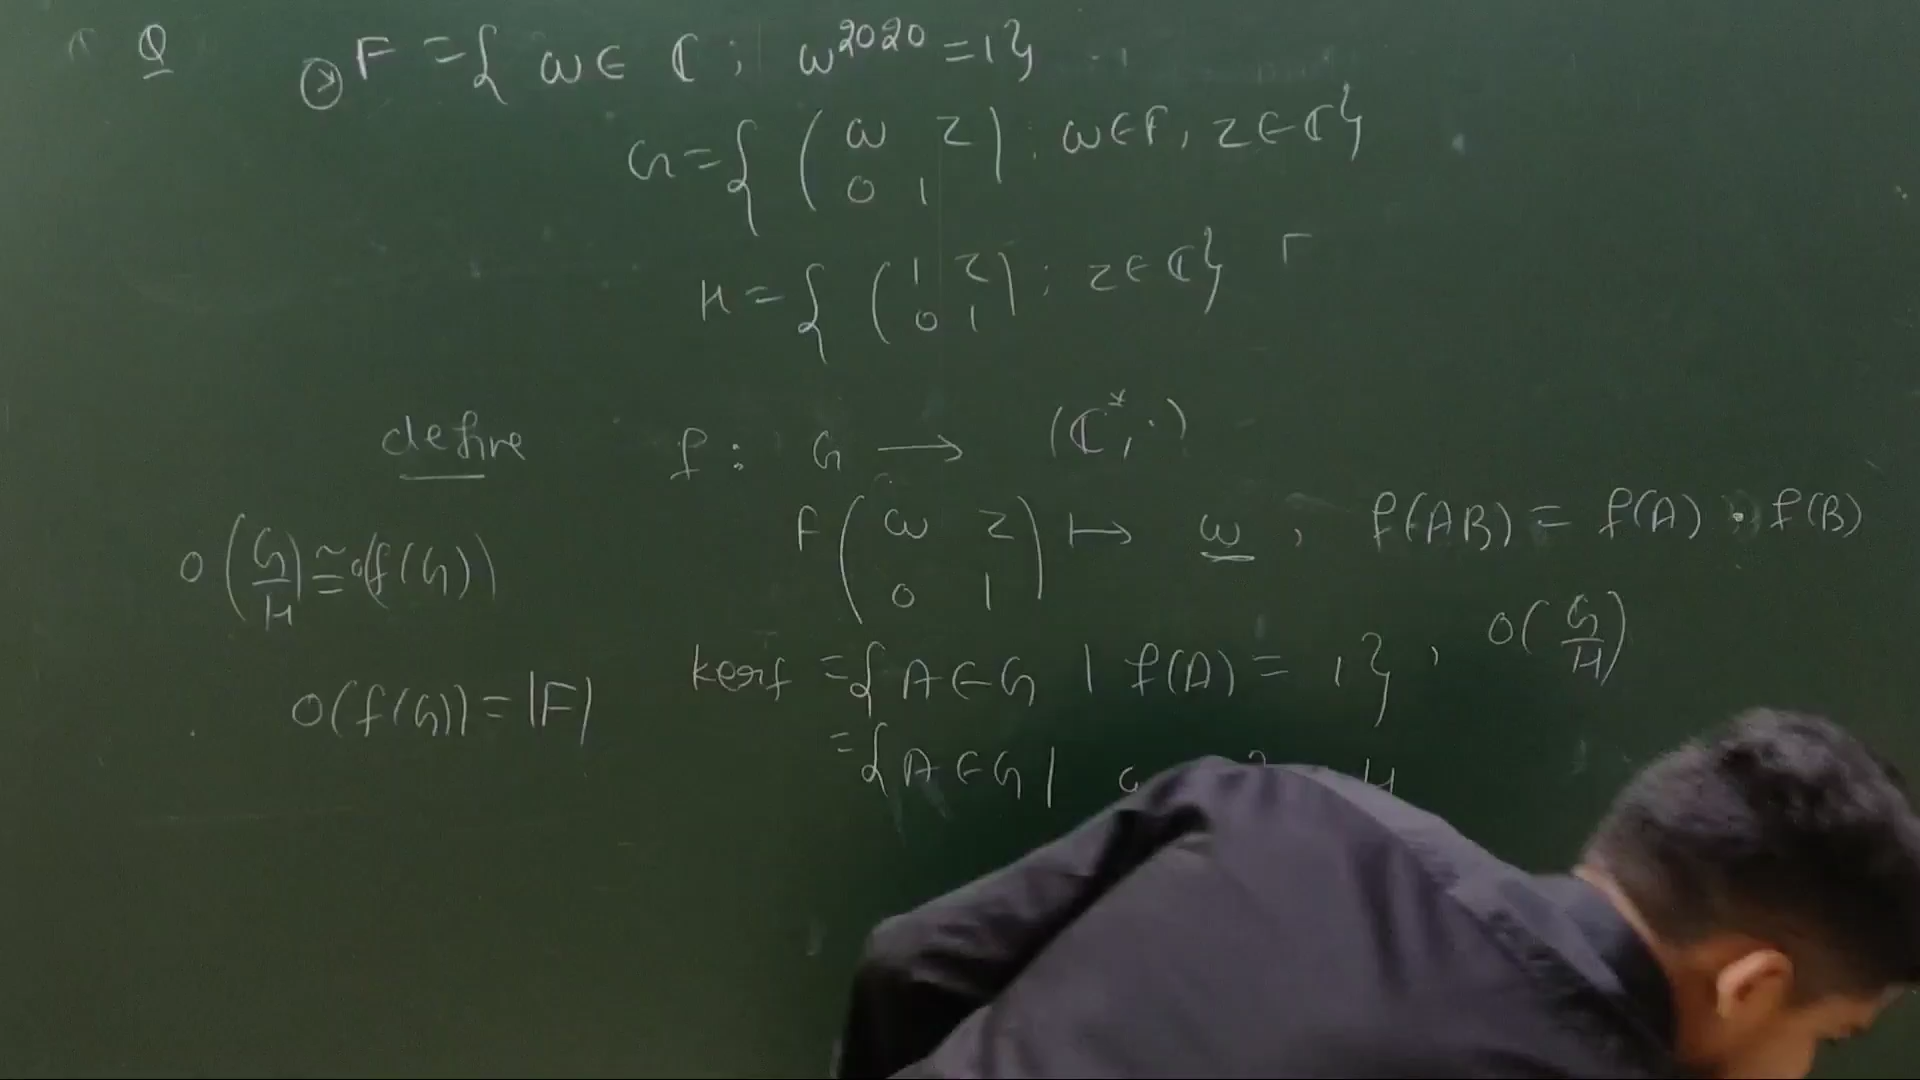 Q ⊙ F = { ω ∈ ℂ ; ω^2020 = 1 }
G = { ( ω z ) : ω ∈ F, z ∈ ℂ }
0 1
H = { ( 1 z ) ; z ∈ ℂ }
0 1
define f : G ⟶ (ℂ*, ·)
F ( ω z ) ↦ ω , f(AB) = f(A) · f(B)
0 1
O ( G/H ) ≅ o(f(G))
ker f = { A ∈ G | f(A) = 1 } , O( G/H )
O(f(G)) = |F|
= { A ∈ G |